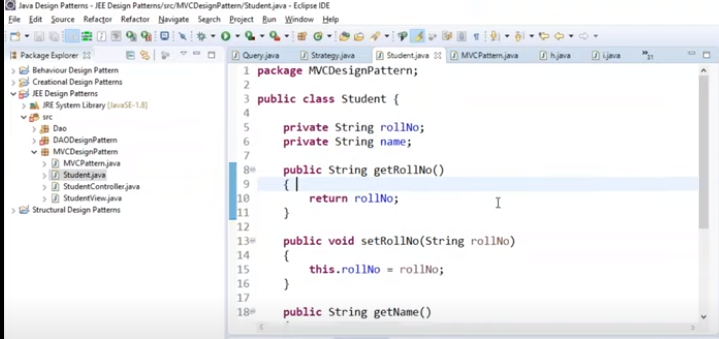 Java Design Patterns - JEE Design Patterns/src/MVCDesignPattern/Student.java - Eclipse IDE
File Edit Source Refactor Refactor Navigate Search Project Run Window Help
Package Explorer
Behaviour Design Pattern
Creational Design Patterns
JEE Design Patterns
JRE System Library [JavaSE-1.8]
src
Dao
DAODesignPattern
MVCDesignPattern
MVCPattern.java
Student.java
StudentController.java
StudentView.java
Structural Design Patterns
Query.java Strategy.java Student.java MVCPattern.java h.java i.java
1 package MVCDesignPattern;
2
3 public class Student {
4
5 private String rollNo;
6 private String name;
7
8 public String getRollNo()
9 {
10 return rollNo;
11 }
12
13 public void setRollNo(String rollNo)
14 {
15 this.rollNo = rollNo;
16 }
17
18 public String getName()